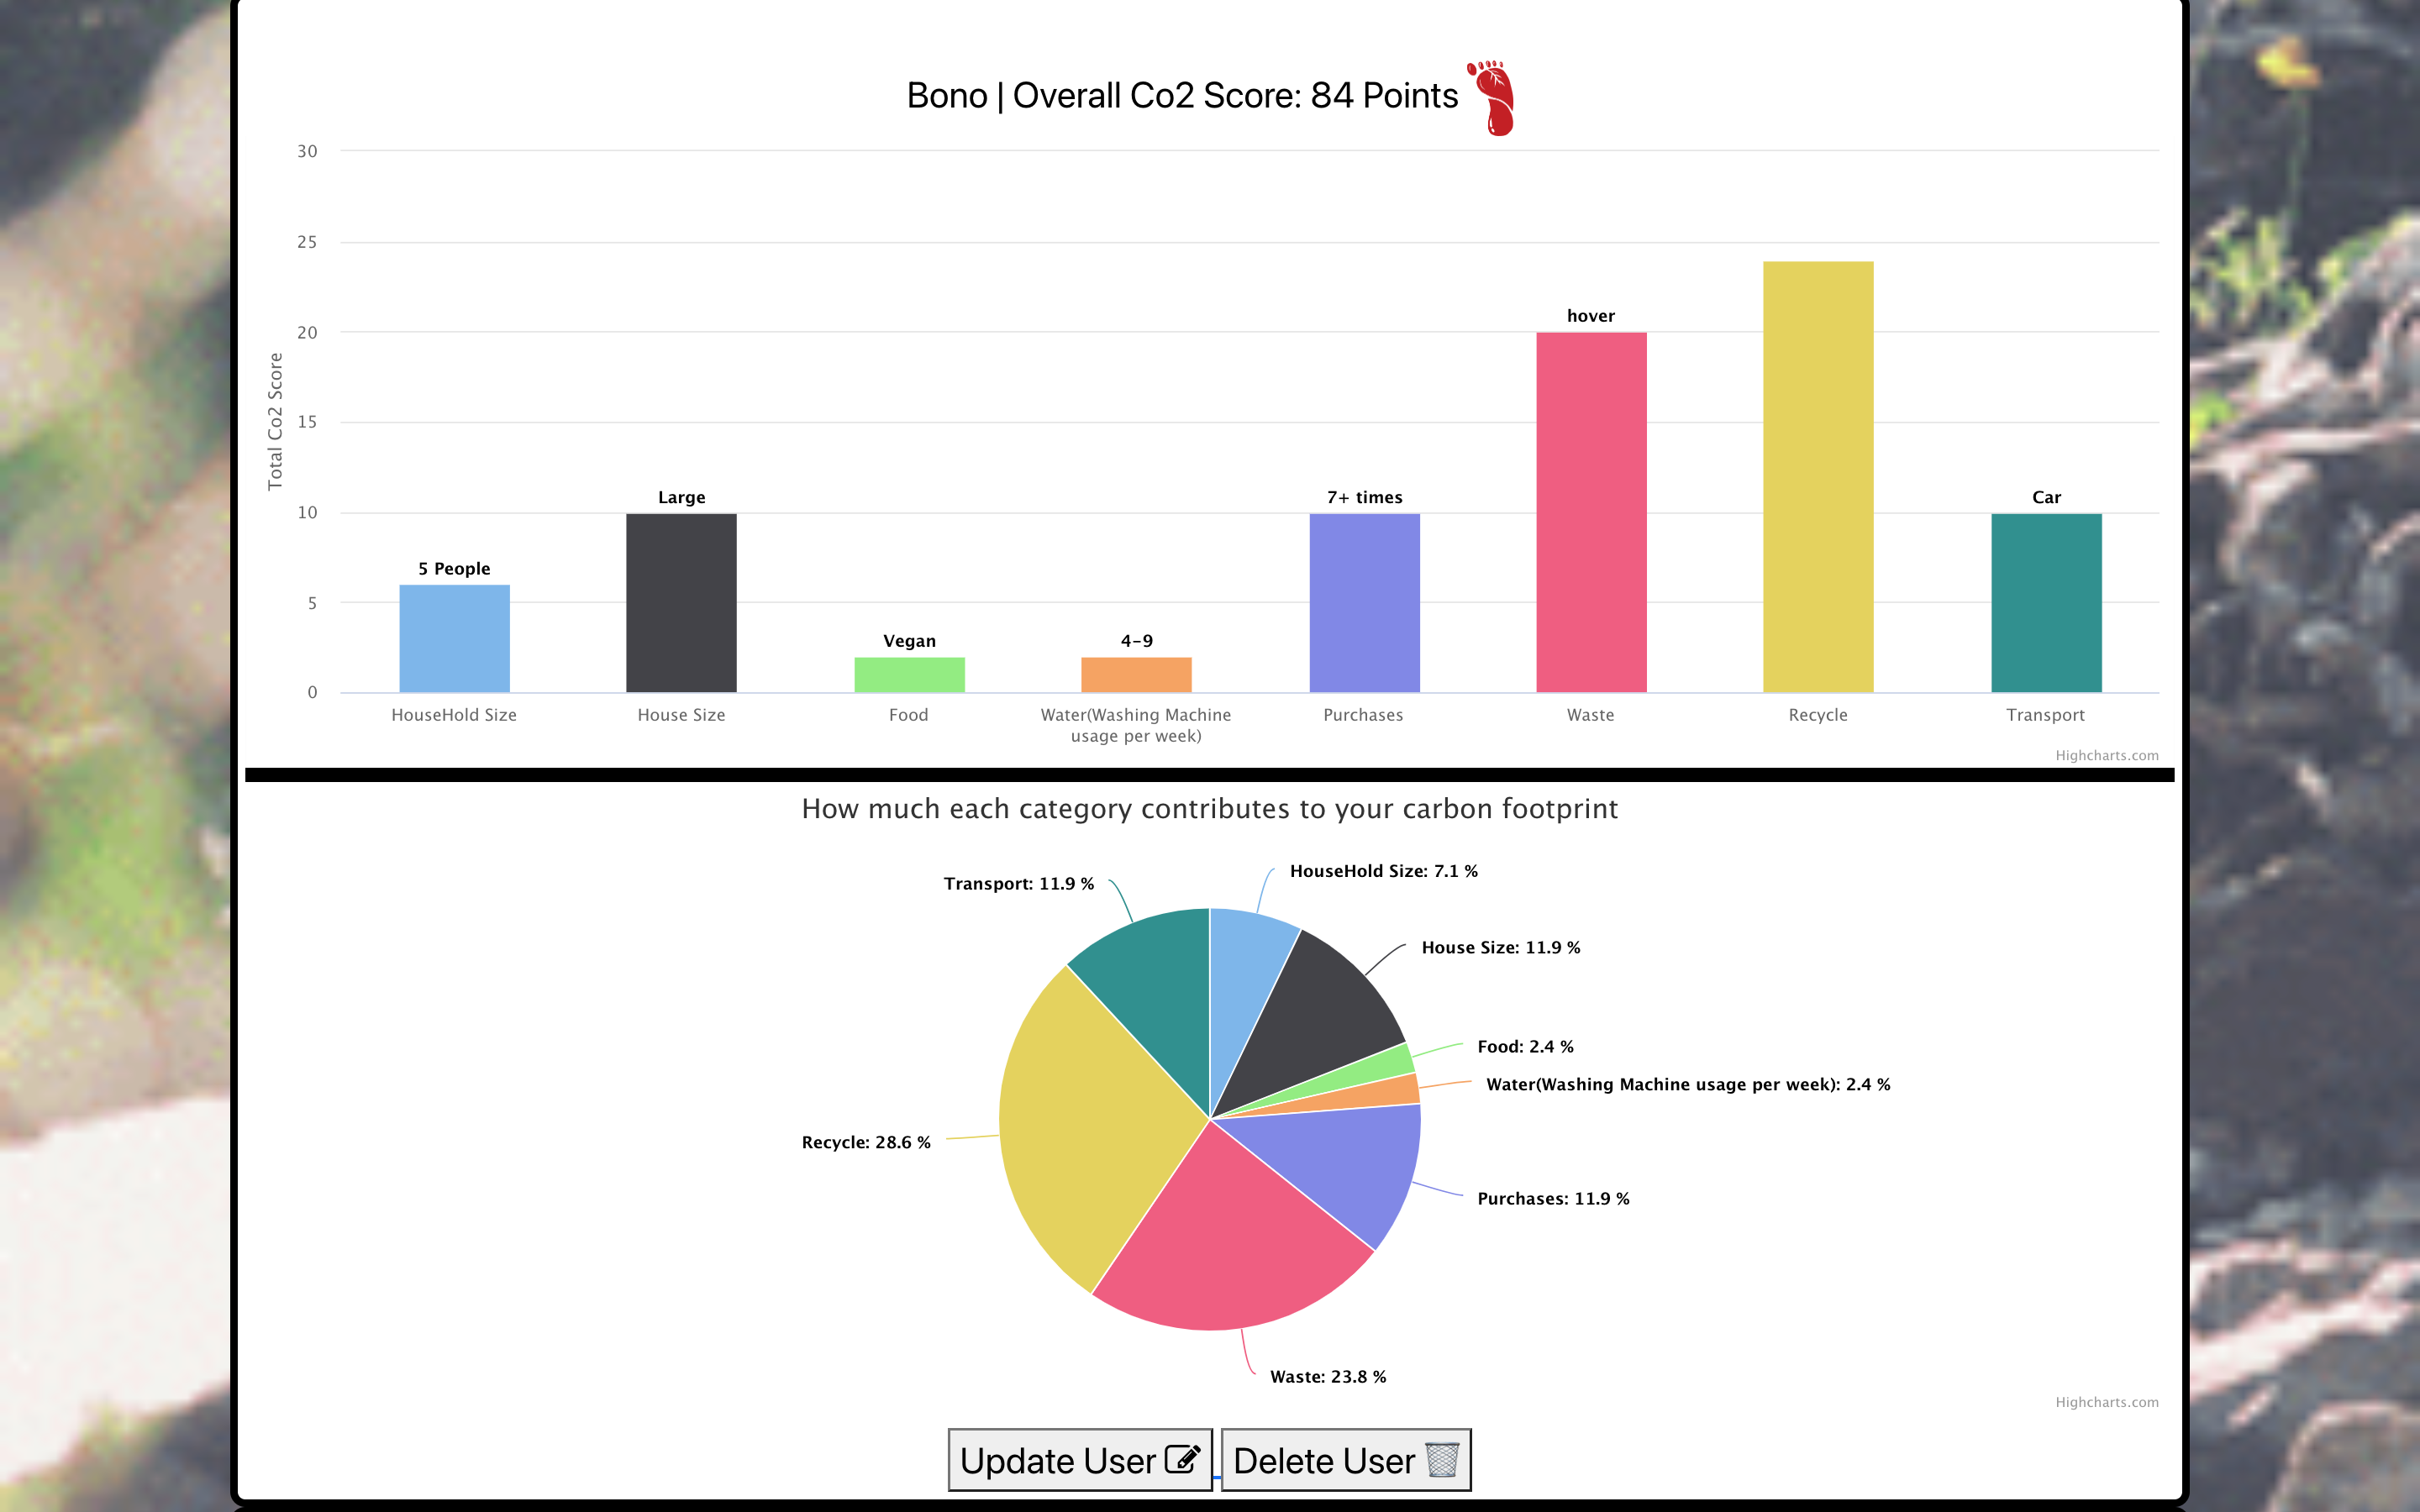 Bono | Overall Co2 Score: 84 Points
30
25
20
15
10
5
0
Total Co2 Score
5 People
Large
Vegan
4-9
7+ times
hover
Car
HouseHold Size
House Size
Food
Water(Washing Machine
usage per week)
Purchases
Waste
Recycle
Transport
Highcharts.com
How much each category contributes to your carbon footprint
HouseHold Size: 7.1 %
Transport: 11.9 %
House Size: 11.9 %
Food: 2.4 %
Water(Washing Machine usage per week): 2.4 %
Recycle: 28.6 %
Purchases: 11.9 %
Waste: 23.8 %
Highcharts.com
Update User
Delete User